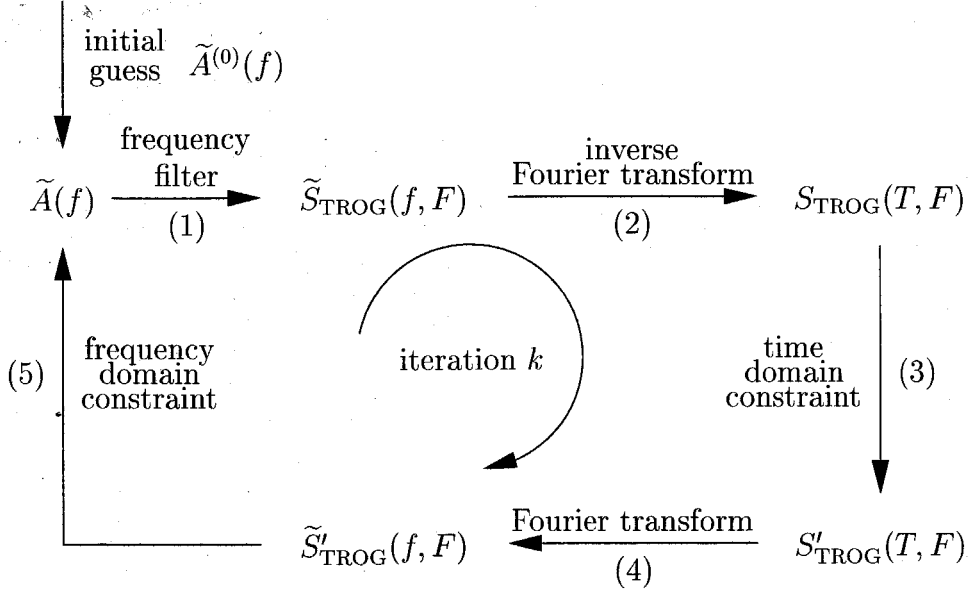 initial
guess Ã⁽⁰⁾(f)
frequency
filter
(1)
inverse
Fourier transform
(2)
Ã(f)
S̃_TROG(f, F)
S_TROG(T, F)
(5)
frequency
domain
constraint
iteration k
time
domain
constraint
(3)
Fourier transform
(4)
S̃′_TROG(f, F)
S′_TROG(T, F)